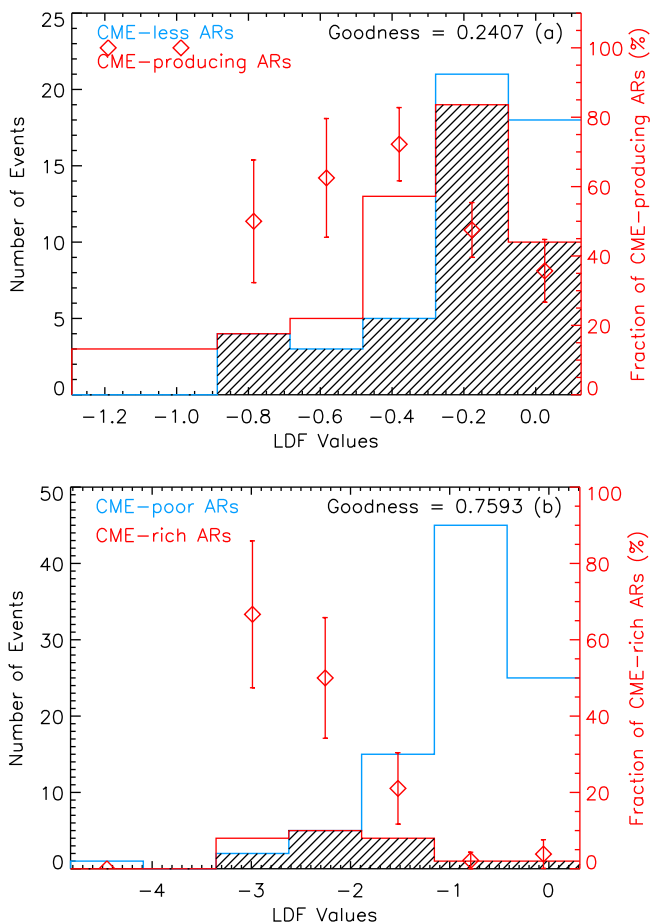 CME-less ARs
Goodness = 0.2407 (a)
CME-producing ARs
25
20
15
10
5
0
Number of Events
100
80
60
40
20
0
Fraction of CME-producing ARs (%)
-1.2 -1.0 -0.8 -0.6 -0.4 -0.2 0.0
LDF Values
CME-poor ARs
Goodness = 0.7593 (b)
CME-rich ARs
50
40
30
20
10
0
Number of Events
100
80
60
40
20
0
Fraction of CME-rich ARs (%)
-4 -3 -2 -1 0
LDF Values